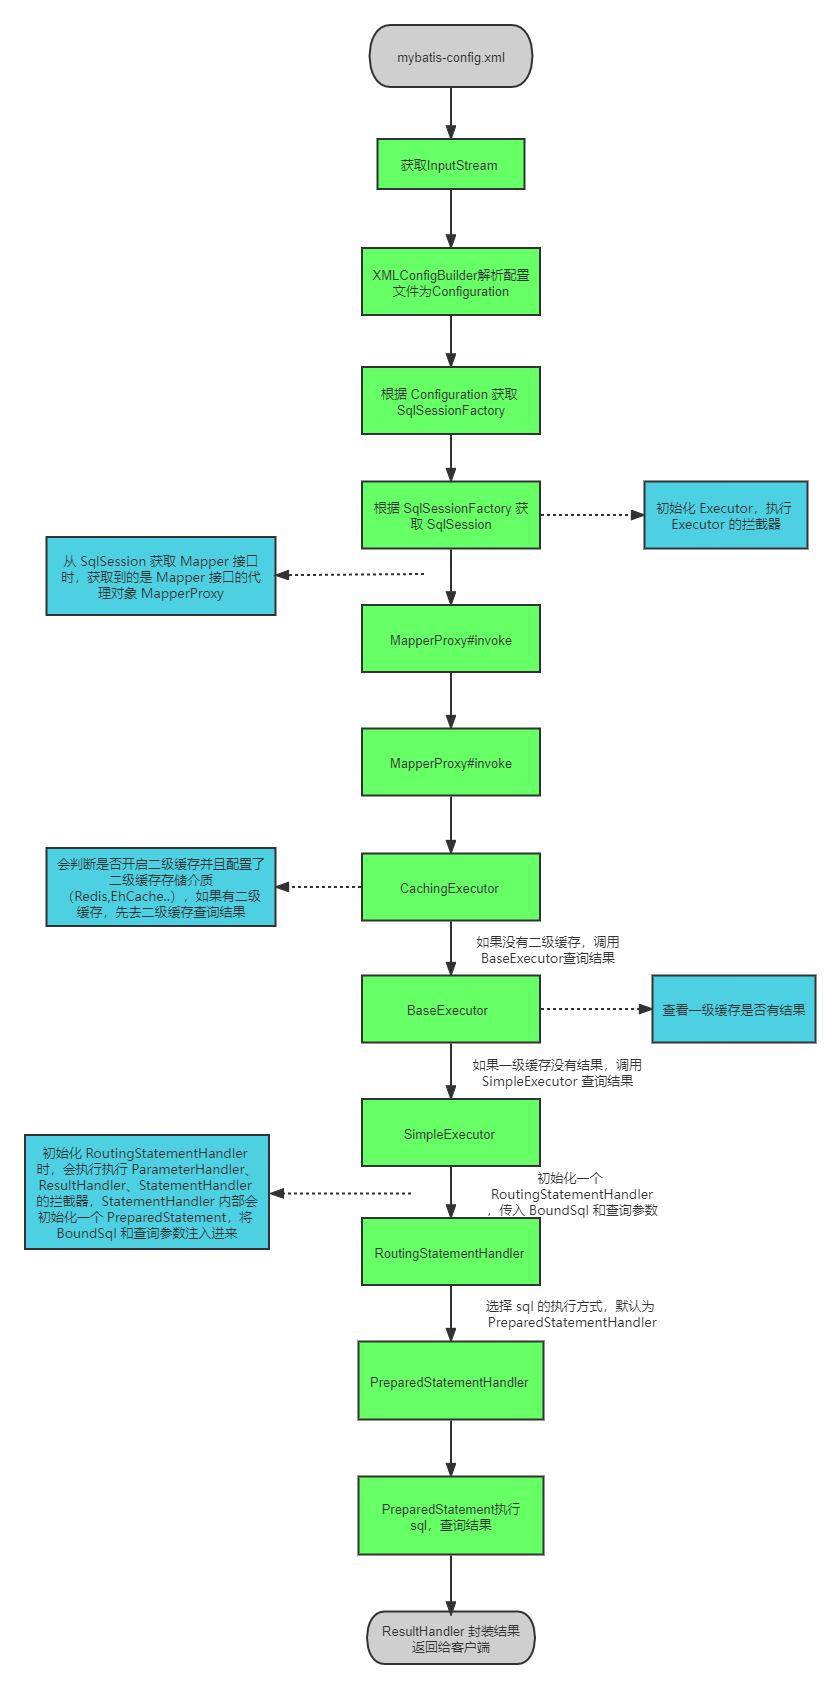 mybatis-config.xml
获取InputStream
XMLConfigBuilder解析配置
文件为Configuration
根据 Configuration 获取
SqlSessionFactory
根据 SqlSessionFactory 获
取 SqlSession
初始化 Executor，执行
Executor 的拦截器
从 SqlSession 获取 Mapper 接口
时，获取到的是 Mapper 接口的代
理对象 MapperProxy
MapperProxy#invoke
MapperProxy#invoke
会判断是否开启二级缓存并且配置了
二级缓存存储介质
（Redis,EhCache..），如果有二级
缓存，先去二级缓存查询结果
CachingExecutor
如果没有二级缓存，调用
BaseExecutor查询结果
BaseExecutor
查看一级缓存是否有结果
如果一级缓存没有结果，调用
SimpleExecutor 查询结果
SimpleExecutor
初始化 RoutingStatementHandler
时，会执行执行 ParameterHandler、
ResultHandler、StatementHandler
的拦截器，StatementHandler 内部会
初始化一个 PreparedStatement，将
BoundSql 和查询参数注入进来
初始化一个
RoutingStatementHandler
，传入 BoundSql 和查询参数
RoutingStatementHandler
选择 sql 的执行方式，默认为
PreparedStatementHandler
PreparedStatementHandler
PreparedStatement执行
sql，查询结果
ResultHandler 封装结果
返回给客户端